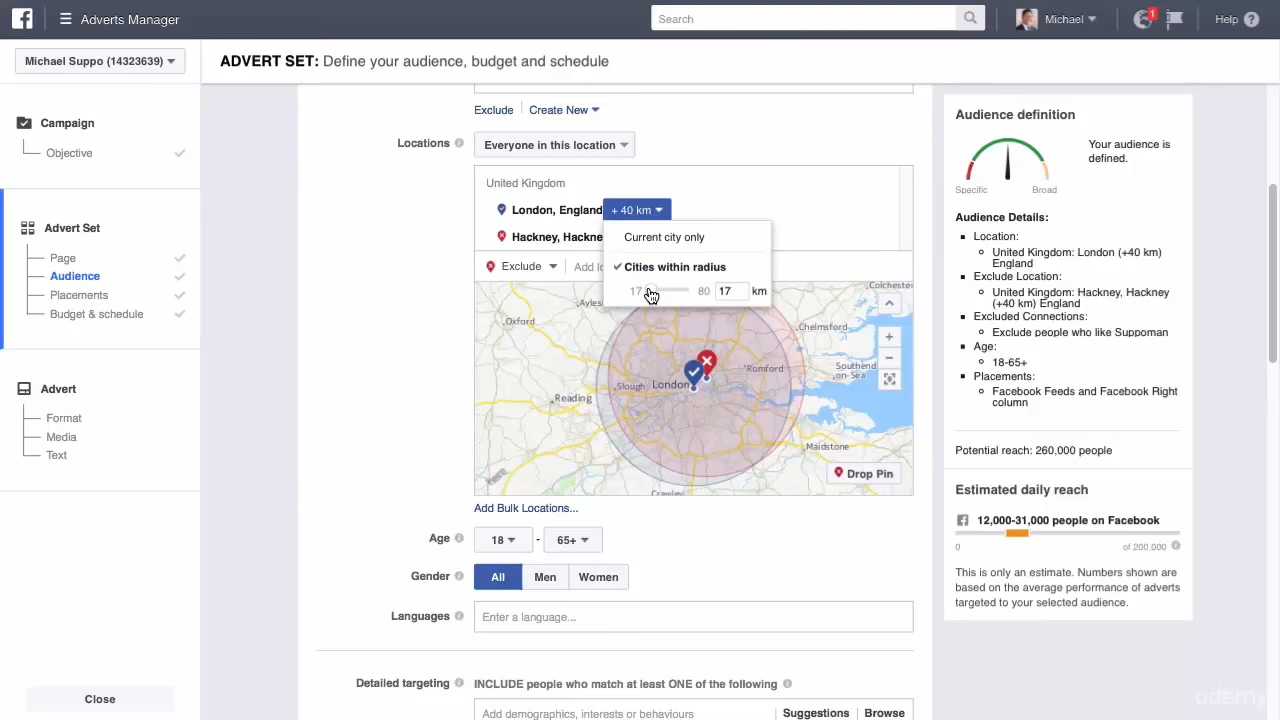 f Adverts Manager Search Michael 1 Help ?
Michael Suppo (14323639) ADVERT SET: Define your audience, budget and schedule
Campaign
Objective
Advert Set
Page
Audience
Placements
Budget & schedule
Advert
Format
Media
Text
Close
Exclude Create New
Locations Everyone in this location
United Kingdom
London, England + 40 km
Hackney, Hackne
Current city only
Cities within radius
17 80 17 km
Exclude Add lo
Colchester
Ayles
Oxford
Chelmsford
Slough London Romford
Southend
-on-Sea
Reading
Maidstone
Crawley
Drop Pin
Add Bulk Locations...
Age 18 - 65+
Gender All Men Women
Languages Enter a language...
Detailed targeting INCLUDE people who match at least ONE of the following
Add demographics, interests or behaviours Suggestions Browse
Audience definition
Your audience is
defined.
Specific Broad
Audience Details:
Location:
United Kingdom: London (+40 km)
England
Exclude Location:
United Kingdom: Hackney, Hackney
(+40 km) England
Excluded Connections:
Exclude people who like Suppoman
Age:
18-65+
Placements:
Facebook Feeds and Facebook Right
column
Potential reach: 260,000 people
Estimated daily reach
12,000-31,000 people on Facebook
0 of 200,000
This is only an estimate. Numbers shown are
based on the average performance of adverts
targeted to your selected audience.
udemy